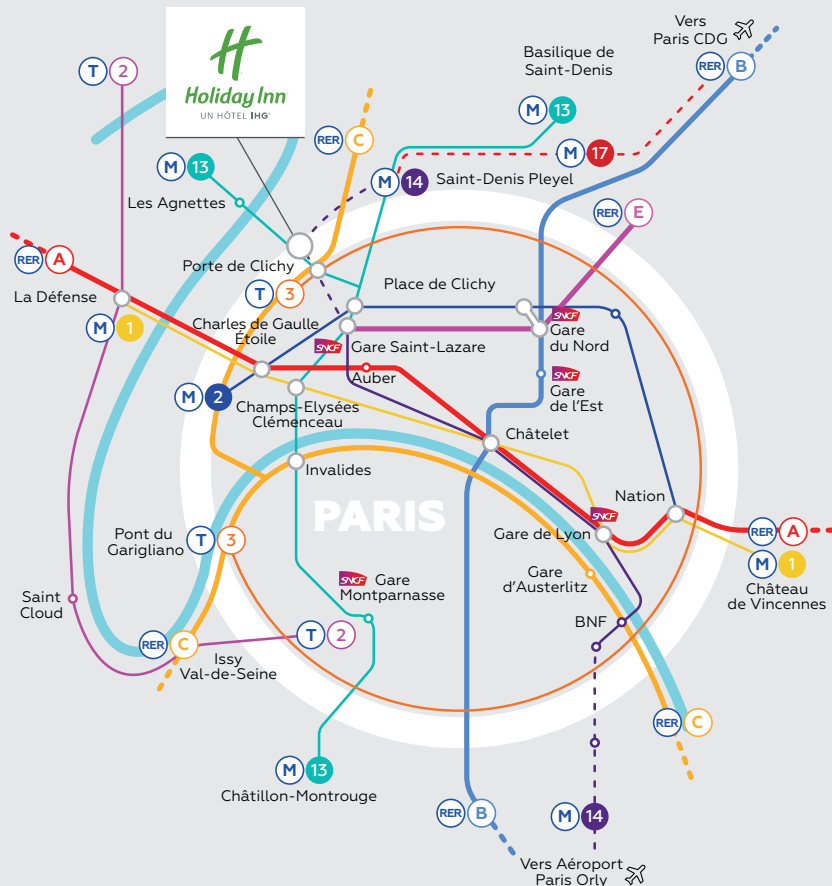 Vers
Paris CDG
RER B
Basilique de
Saint-Denis
M 13
T 2
H
Holiday Inn
UN HÔTEL IHG®
RER C
M 17
M 13
M 14
Saint-Denis Pleyel
Les Agnettes
RER E
RER A
Porte de Clichy
La Défense
T 3
Place de Clichy
M 1
Charles de Gaulle
Étoile
SNCF
Gare Saint-Lazare
SNCF
Gare
du Nord
Auber
SNCF
Gare
de l'Est
M 2
Champs-Elysées
Clémenceau
Châtelet
Invalides
PARIS
Nation
SNCF
Gare de Lyon
RER A
M 1
Château
de Vincennes
Pont du
Garigliano
T 3
SNCF
Gare
Montparnasse
Gare
d'Austerlitz
Saint
Cloud
BNF
RER C
Issy
Val-de-Seine
T 2
RER C
M 13
Châtillon-Montrouge
RER B
M 14
Vers Aéroport
Paris Orly